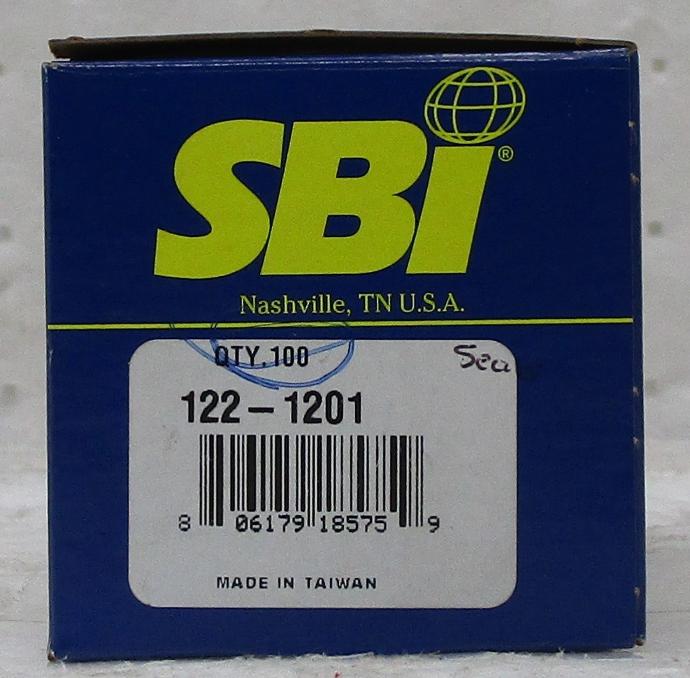 SBI®
Nashville, TN U.S.A.
QTY.100
122-1201
8 06179 18575 9
MADE IN TAIWAN